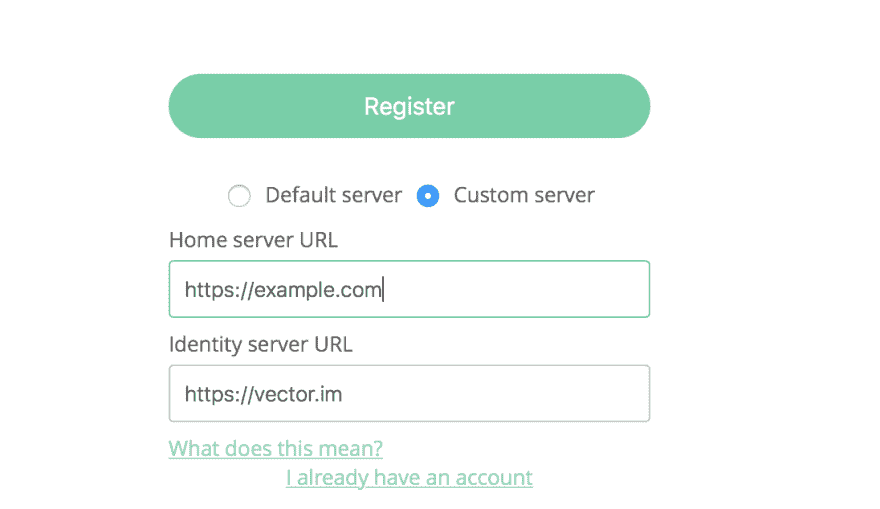 Register
Default server Custom server
Home server URL
https://example.com
Identity server URL
https://vector.im
What does this mean?
I already have an account